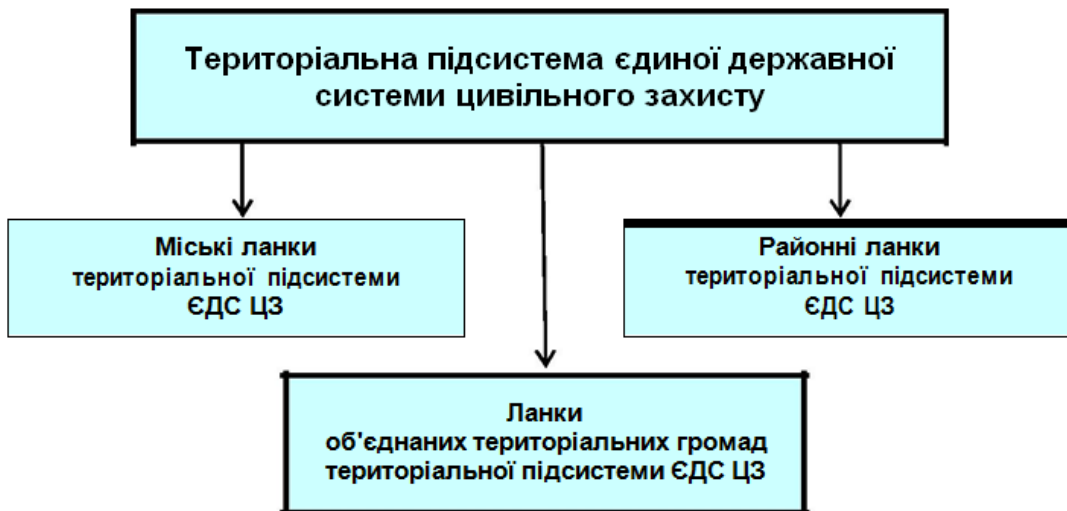 Територіальна підсистема єдиної державної
системи цивільного захисту
Міські ланки
територіальної підсистеми
ЄДС ЦЗ
Районні ланки
територіальної підсистеми
ЄДС ЦЗ
Ланки
об'єднаних територіальних громад
територіальної підсистеми ЄДС ЦЗ